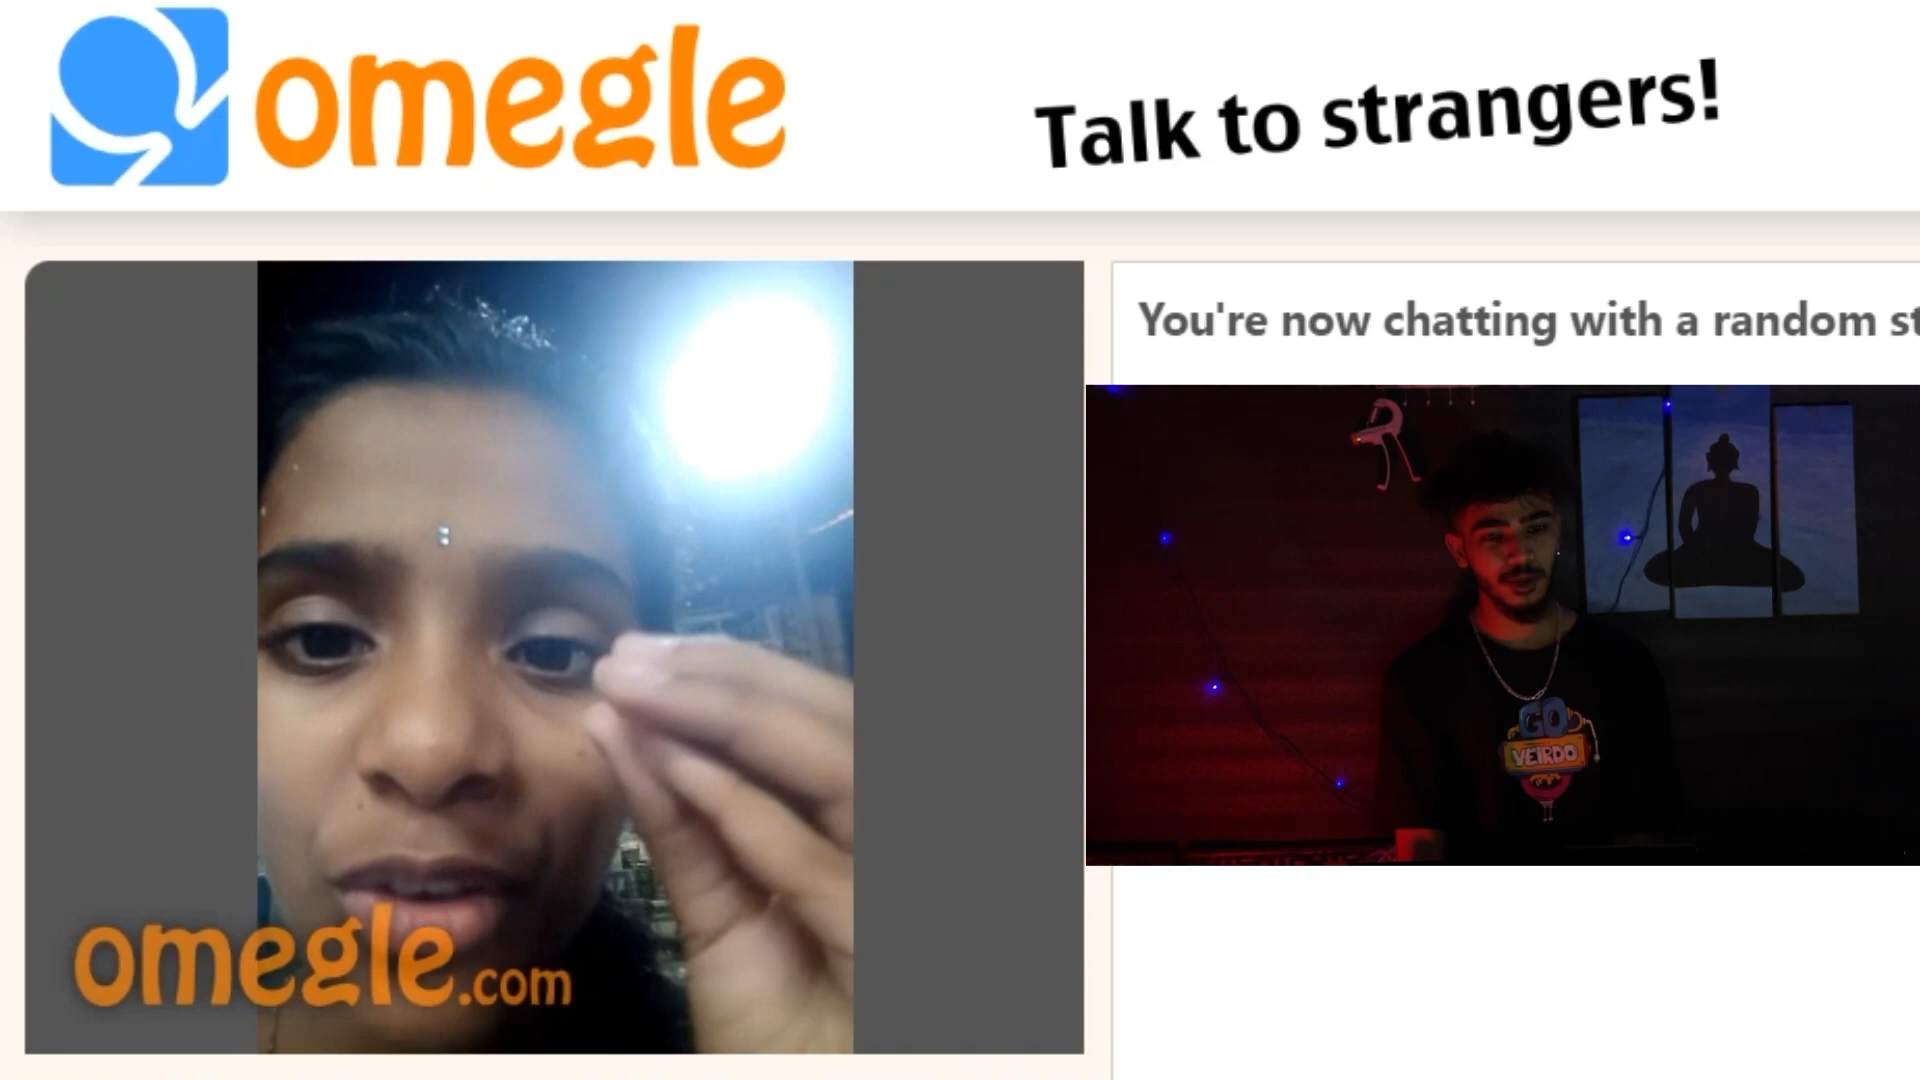 omegle
Talk to strangers!
You're now chatting with a random st
GO
VEIRDO
omegle.com